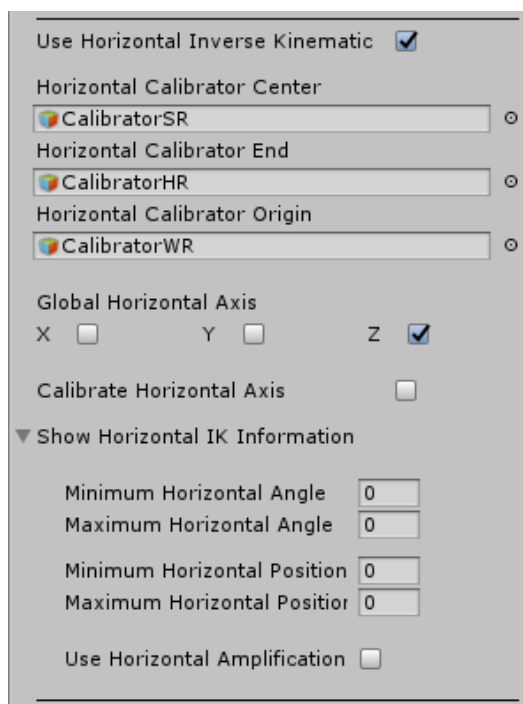 Use Horizontal Inverse Kinematic
Horizontal Calibrator Center
CalibratorSR
Horizontal Calibrator End
CalibratorHR
Horizontal Calibrator Origin
CalibratorWR
Global Horizontal Axis
X Y Z
Calibrate Horizontal Axis
Show Horizontal IK Information
Minimum Horizontal Angle 0
Maximum Horizontal Angle 0
Minimum Horizontal Position 0
Maximum Horizontal Position 0
Use Horizontal Amplification